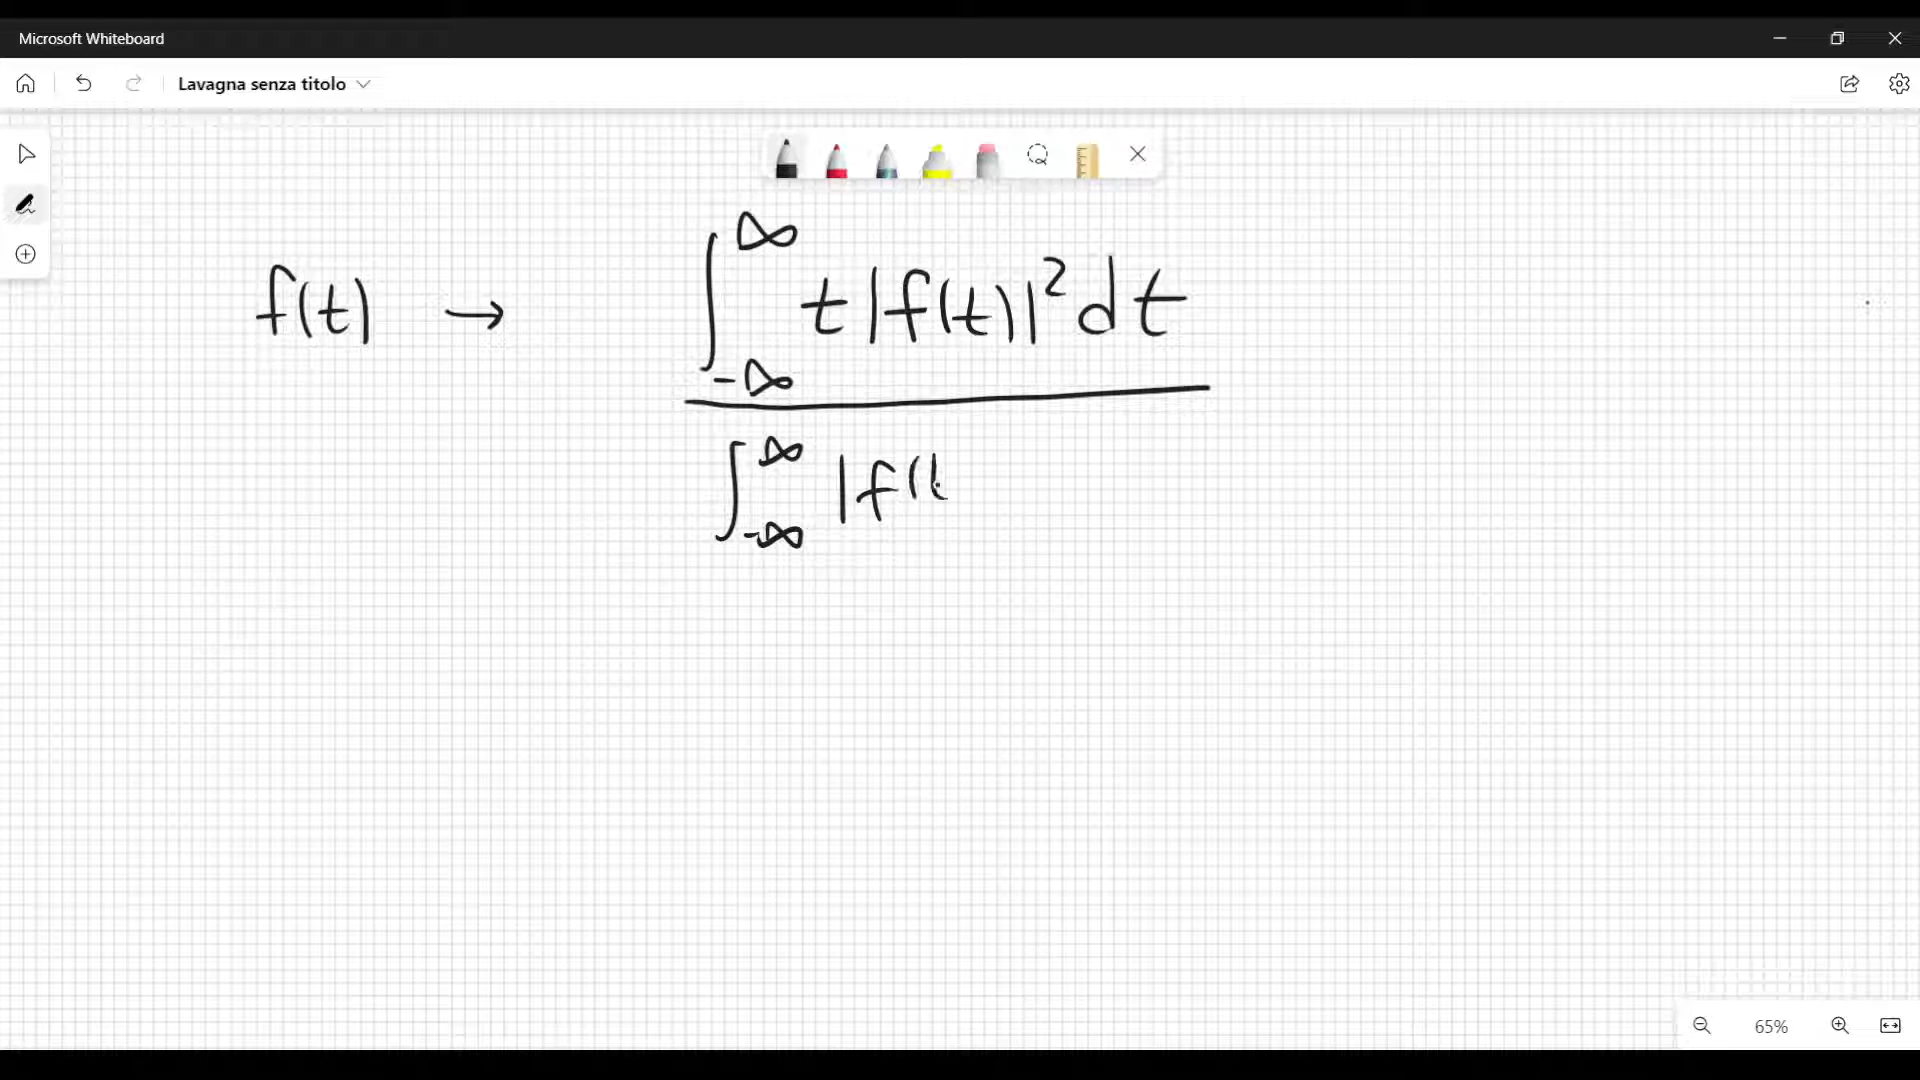 Microsoft Whiteboard
Lavagna senza titolo
f(t) → ∫_{-∞}^{∞} t|f(t)|² dt
∫_{-∞}^{∞} |f(t
65%